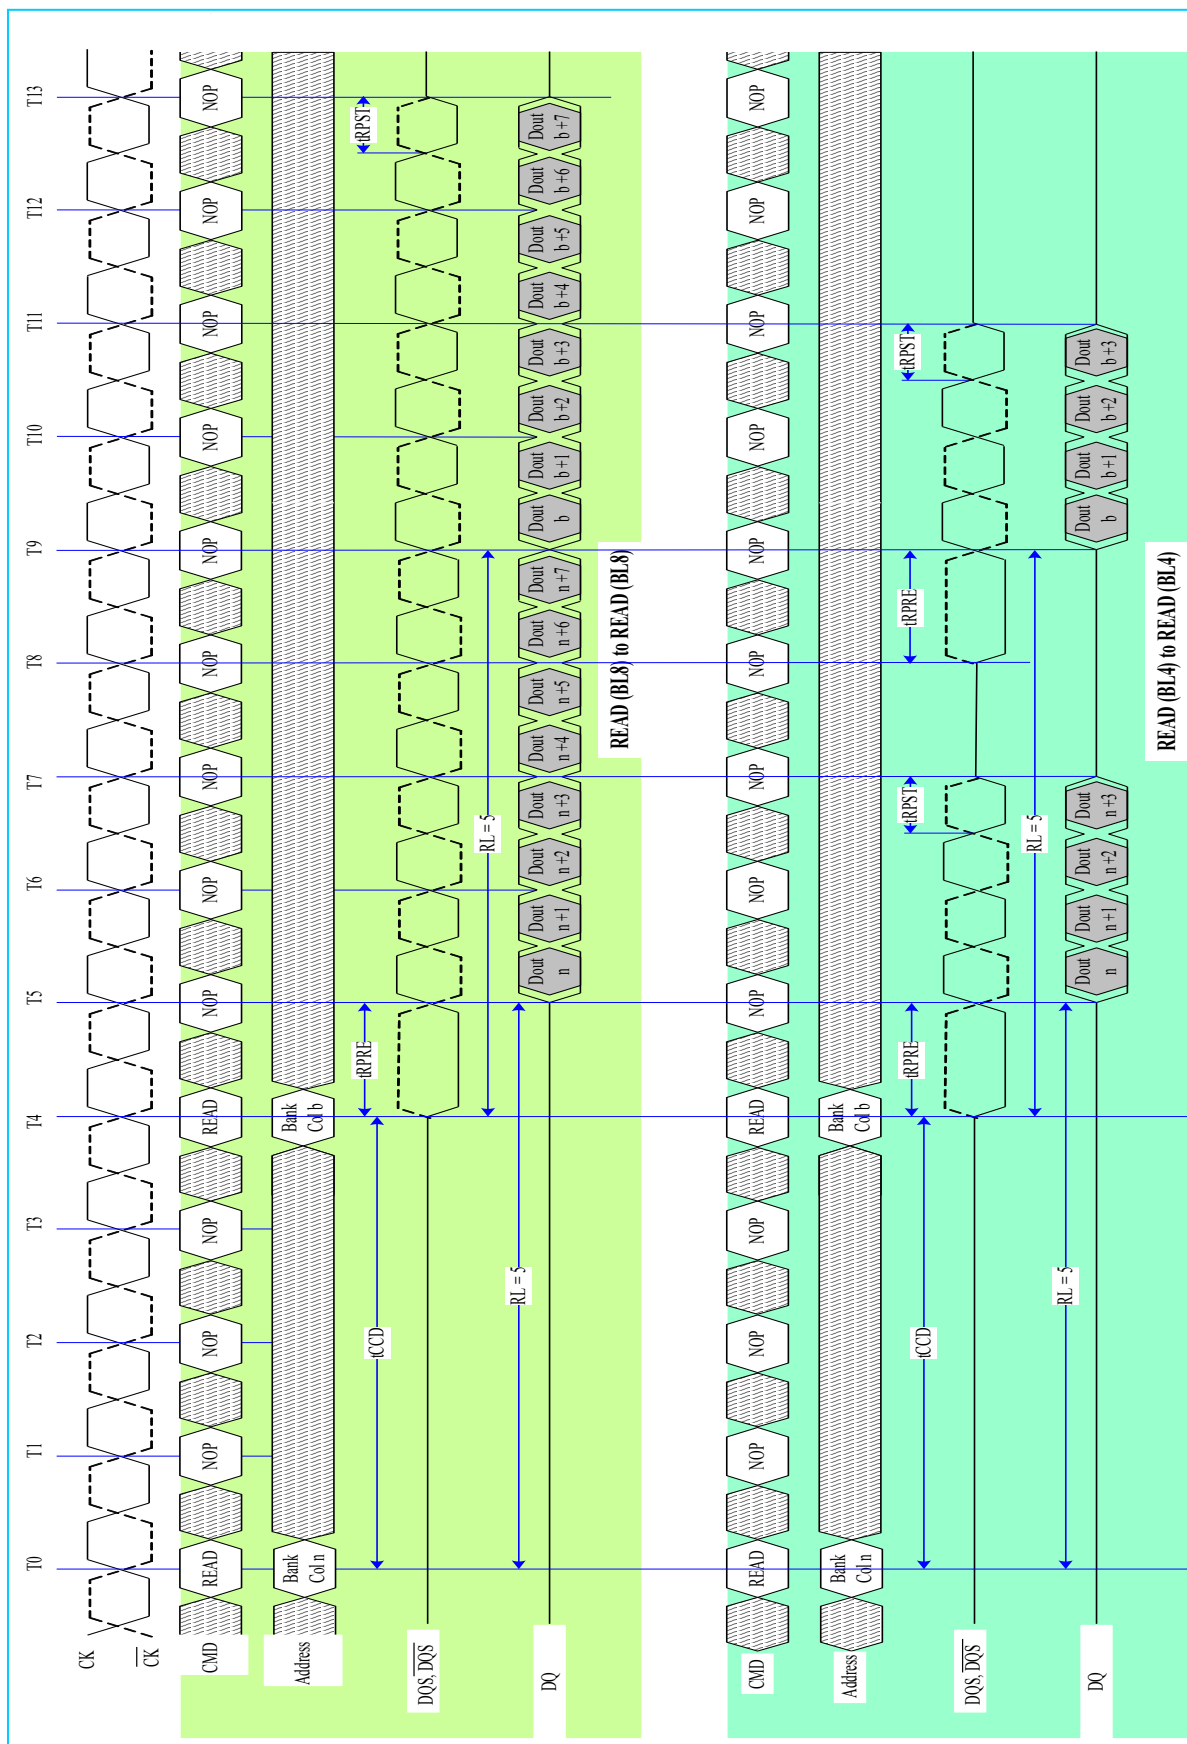 T0 T1 T2 T3 T4 T5 T6 T7 T8 T9 T10 T11 T12 T13
CK
CK
CMD READ NOP NOP NOP READ NOP NOP NOP NOP NOP NOP NOP NOP NOP
Address Bank Col n Bank Col b
tRPRE tRPST
tCCD
DQS, DQS
RL = 5
RL = 5
DQ Dout n Dout n+1 Dout n+2 Dout n+3 Dout n+4 Dout n+5 Dout n+6 Dout n+7 Dout b Dout b+1 Dout b+2 Dout b+3 Dout b+4 Dout b+5 Dout b+6 Dout b+7
READ (BL8) to READ (BL8)
CMD READ NOP NOP NOP READ NOP NOP NOP NOP NOP NOP NOP NOP NOP
Address Bank Col n Bank Col b
tRPRE tRPST tRPRE tRPST
tCCD
DQS, DQS
RL = 5
RL = 5
DQ Dout n Dout n+1 Dout n+2 Dout n+3 Dout b Dout b+1 Dout b+2 Dout b+3
READ (BL4) to READ (BL4)